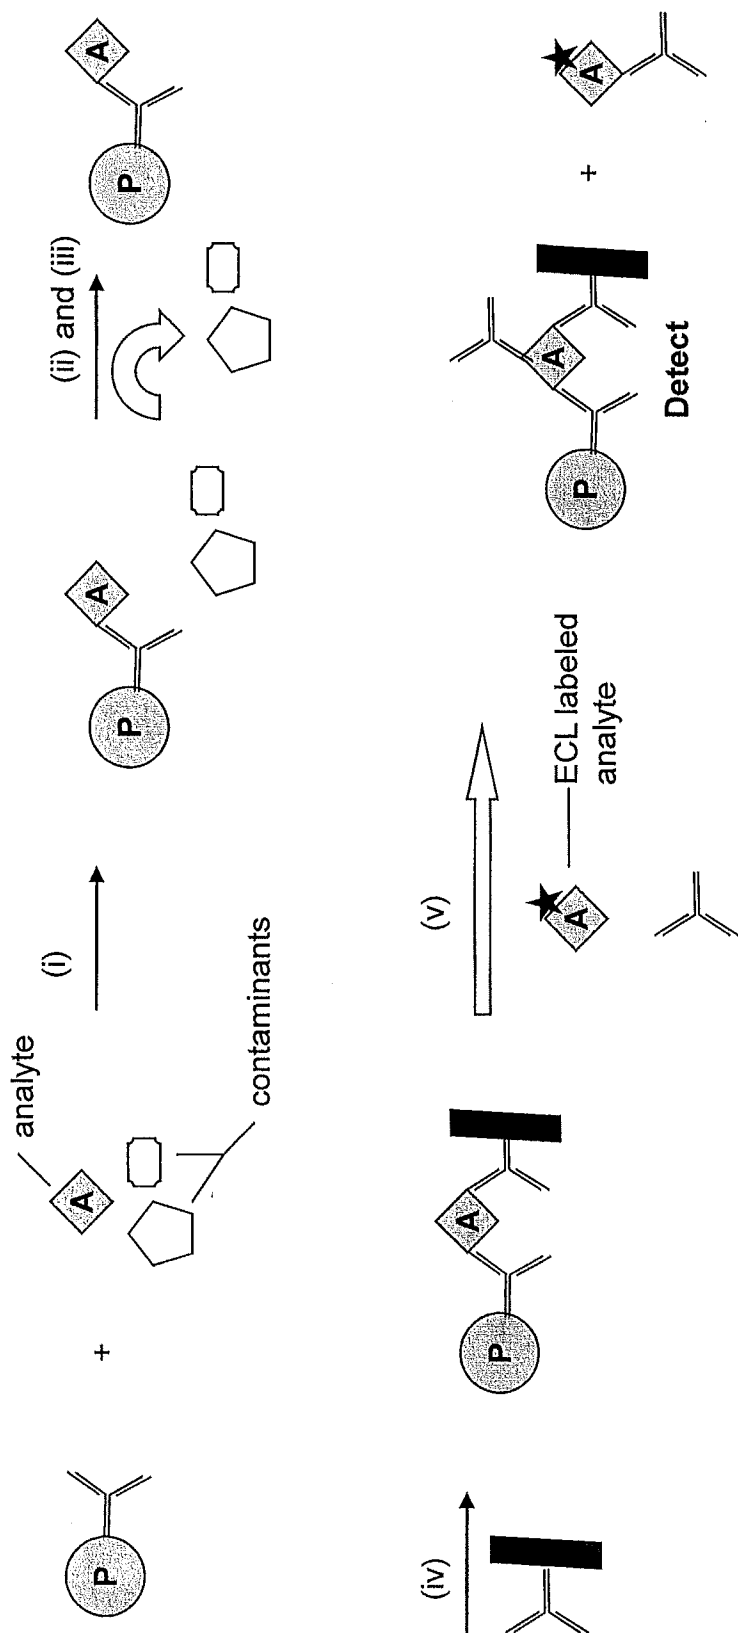 P
+
A
analyte
contaminants
(i)
P
A
(ii) and (iii)
P
A
(iv)
P
A
(v)
A
ECL labeled
analyte
P
A
Detect
+
A